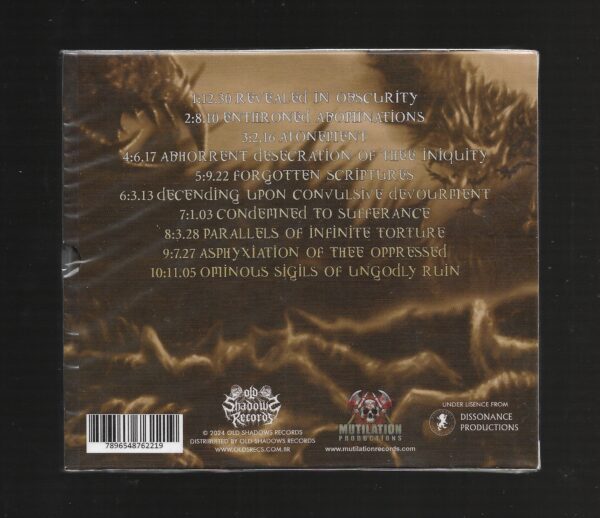 1:12.30 REVEALED IN OBSCURITY
2:8.10 ENTHRONED ABOMINATIONS
3:2.16 ATONEMENT
4:6.17 ABHORRENT DESECRATION OF THEE INIQUITY
5:9.22 FORGOTTEN SCRIPTURES
6:3.13 DECENDING UPON CONVULSIVE DEVOURMENT
7:1.03 CONDEMNED TO SUFFERANCE
8:3.28 PARALLELS OF INFINITE TORTURE
9:7.27 ASPHYXIATION OF THEE OPPRESSED
10:11.05 OMINOUS SIGILS OF UNGODLY RUIN
Old Shadows Records
© 2024 OLD-SHADOWS RECORDS
DISTRIBUTED BY OLD-SHADOWS RECORDS
WWW.OLDSRECS.COM.BR
MUTILATION
PRODUCTIONS
www.mutilationrecords.com
UNDER LISENCE FROM
DISSONANCE
PRODUCTIONS
7896548762219